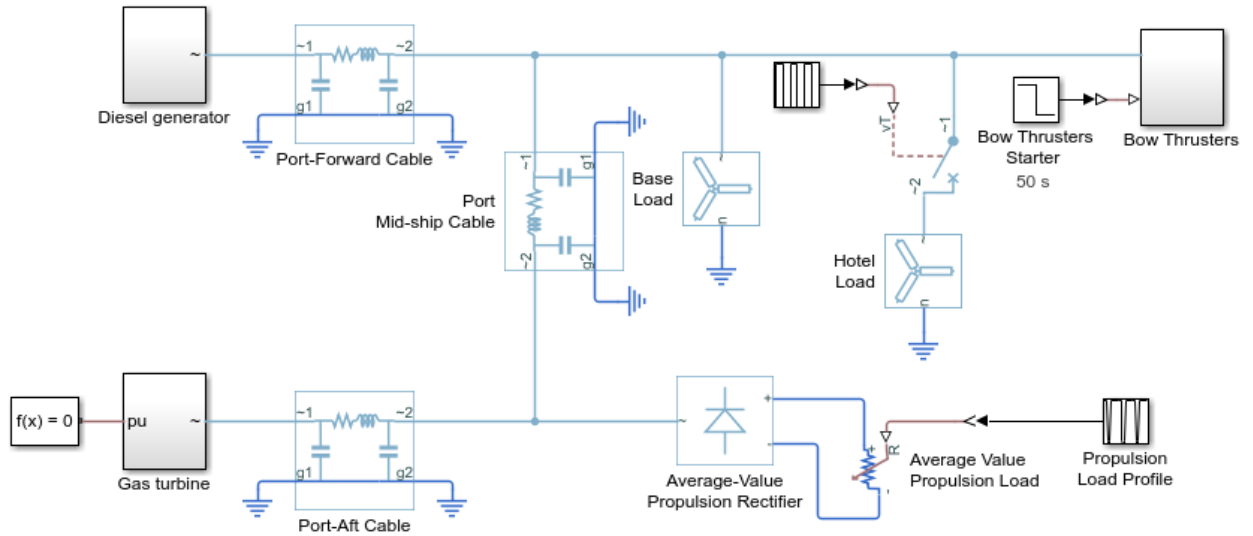 ~
Diesel generator
~1
~2
g1
g2
Port-Forward Cable
~1
g1
Port
Mid-ship Cable
~2
g2
Base
Load
~
n
vT
~1
~2
Hotel
Load
~
n
Bow Thrusters
Starter
50 s
Bow Thrusters
f(x) = 0
pu
~
Gas turbine
~1
~2
g1
g2
Port-Aft Cable
~
+
-
Average-Value
Propulsion Rectifier
+
R
-
Average Value
Propulsion Load
Propulsion
Load Profile